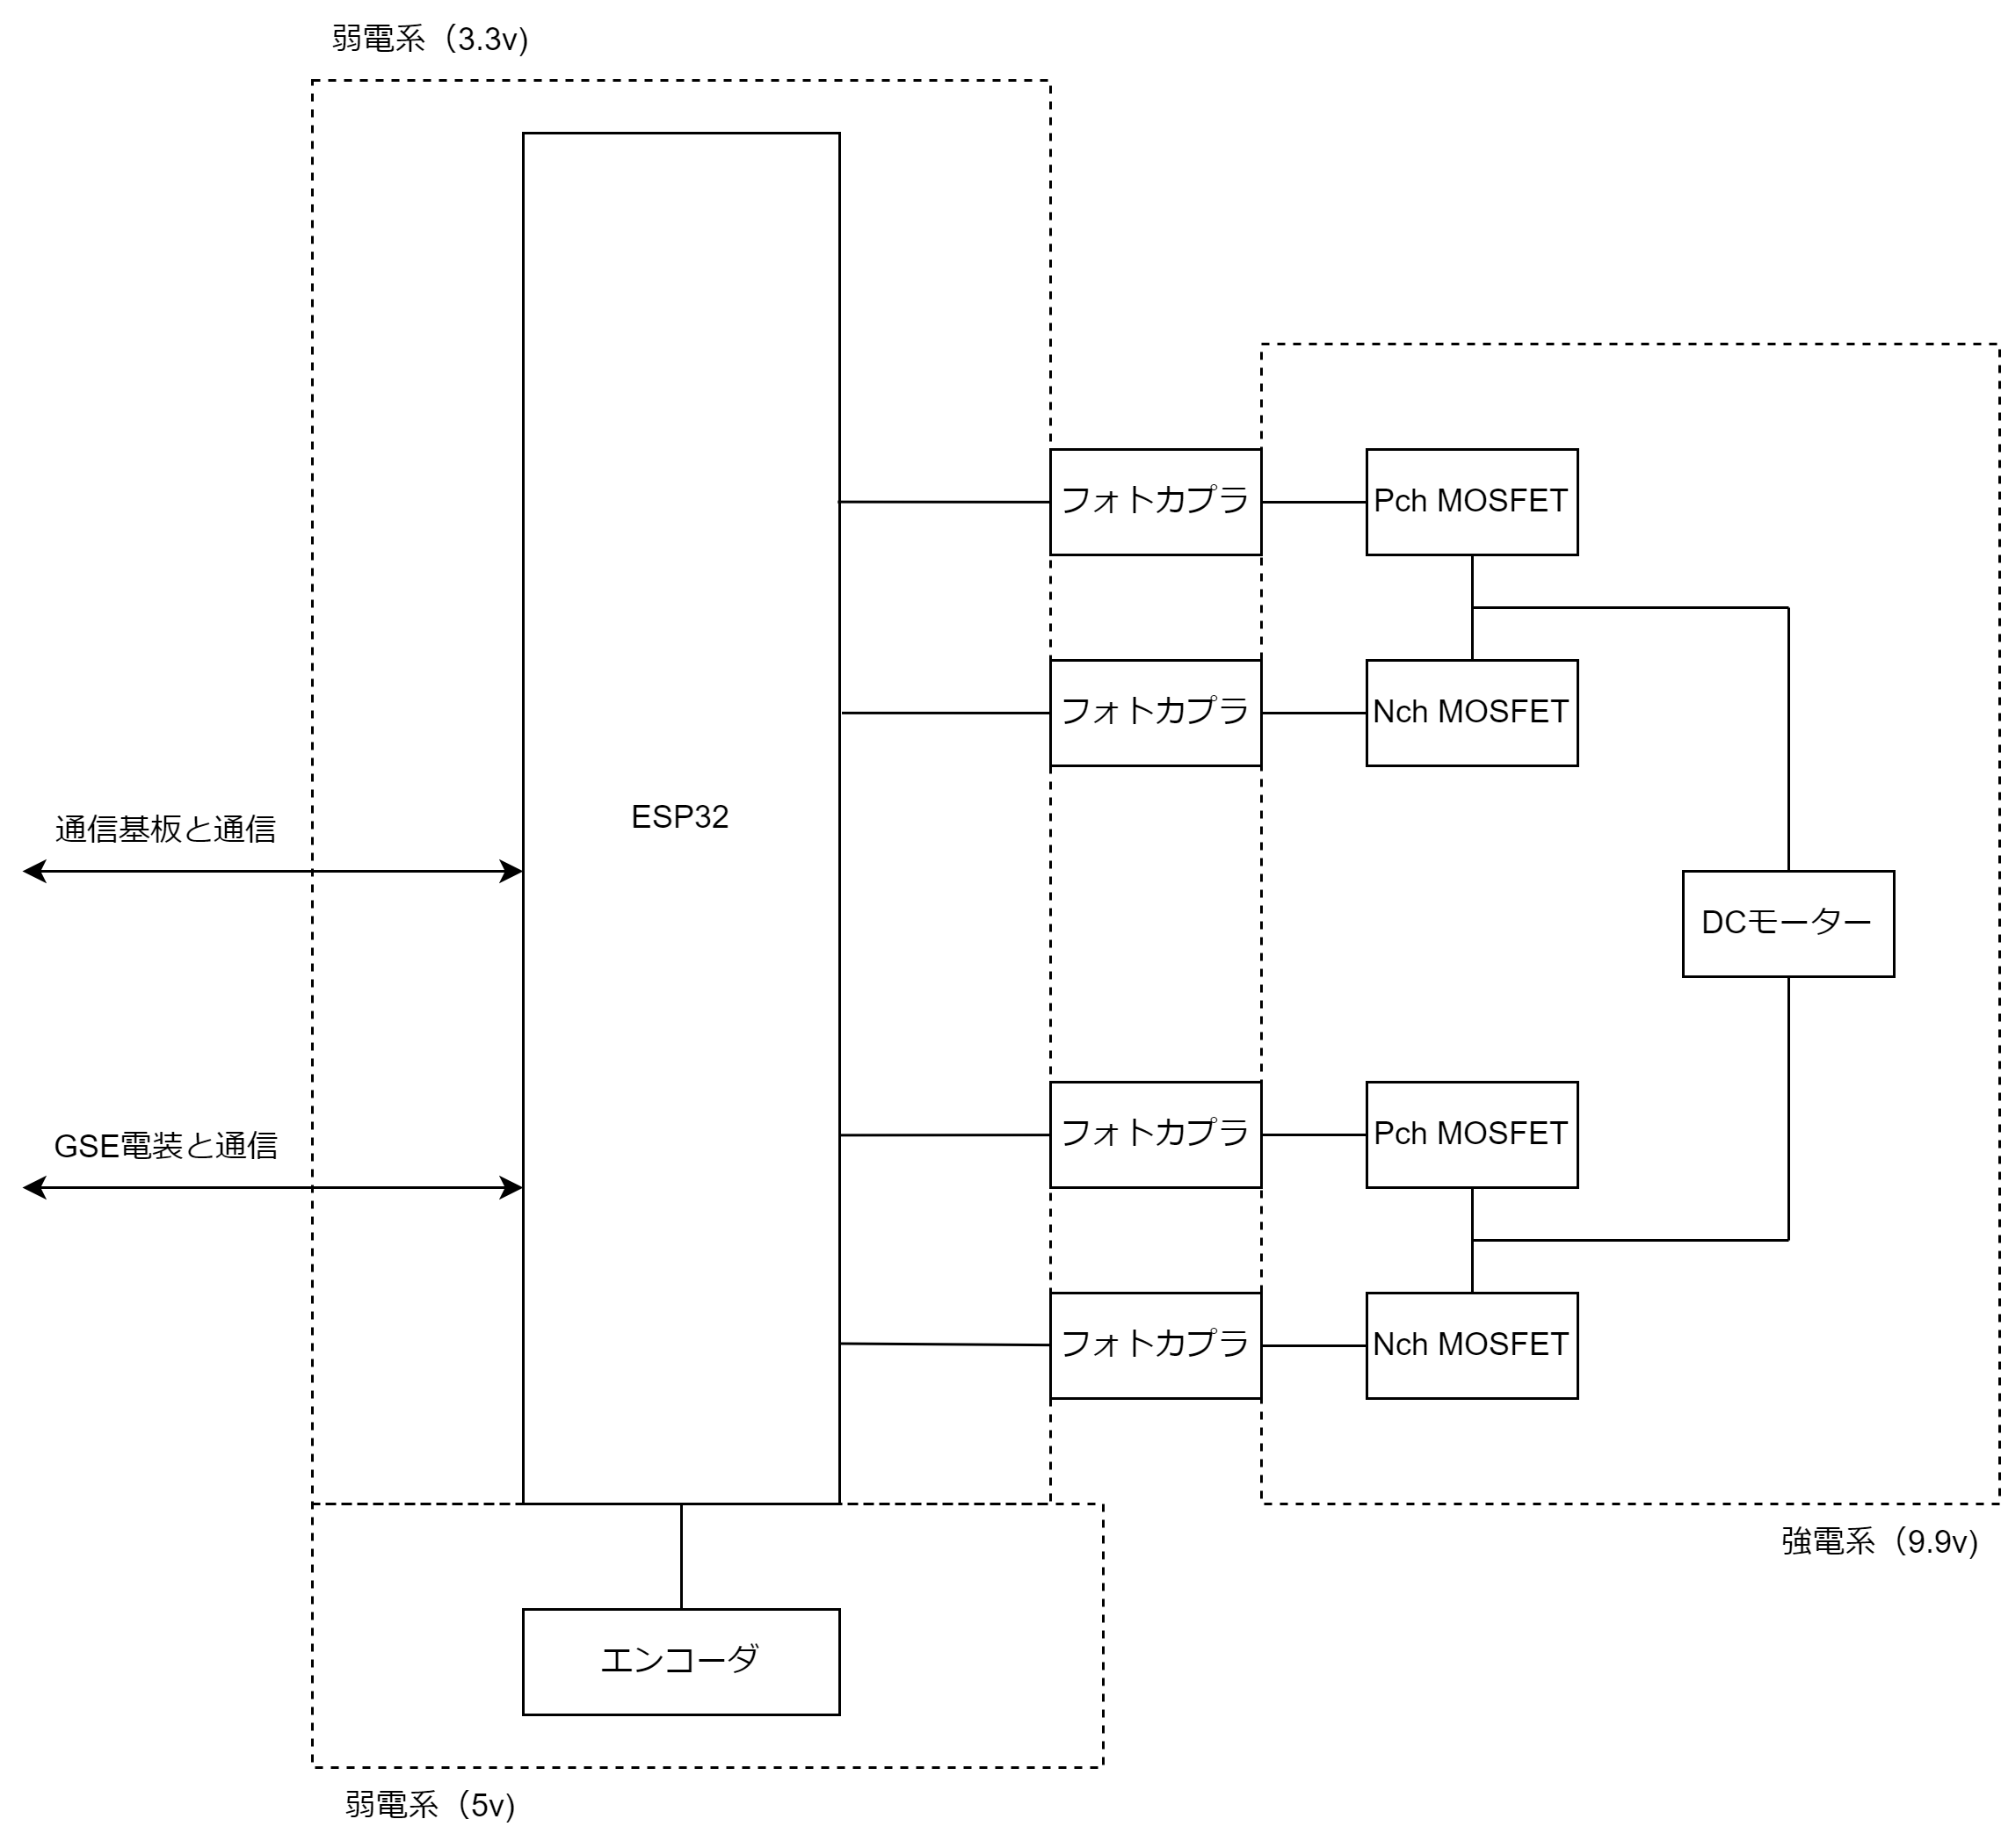 弱電系（3.3v)
フォトカプラ
Pch MOSFET
フォトカプラ
Nch MOSFET
ESP32
通信基板と通信
DCモーター
GSE電装と通信
フォトカプラ
Pch MOSFET
フォトカプラ
Nch MOSFET
強電系（9.9v)
エンコーダ
弱電系（5v)